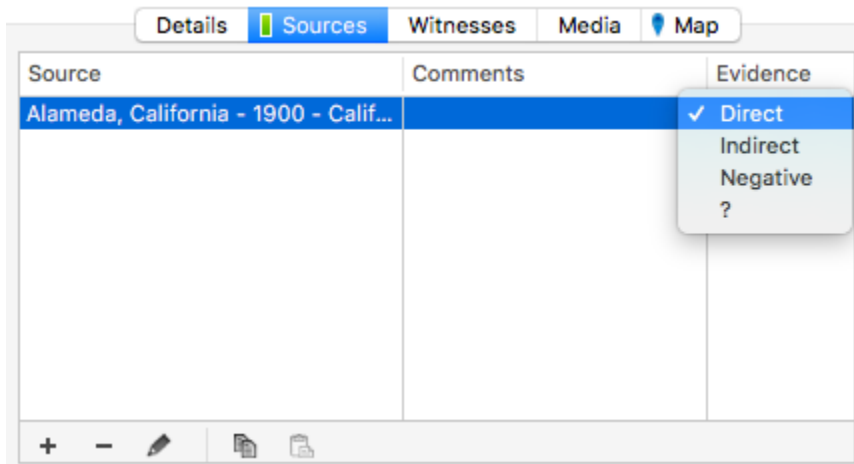 Details Sources Witnesses Media Map
Source Comments Evidence
Alameda, California - 1900 - Calif... ✓ Direct
Indirect
Negative
?